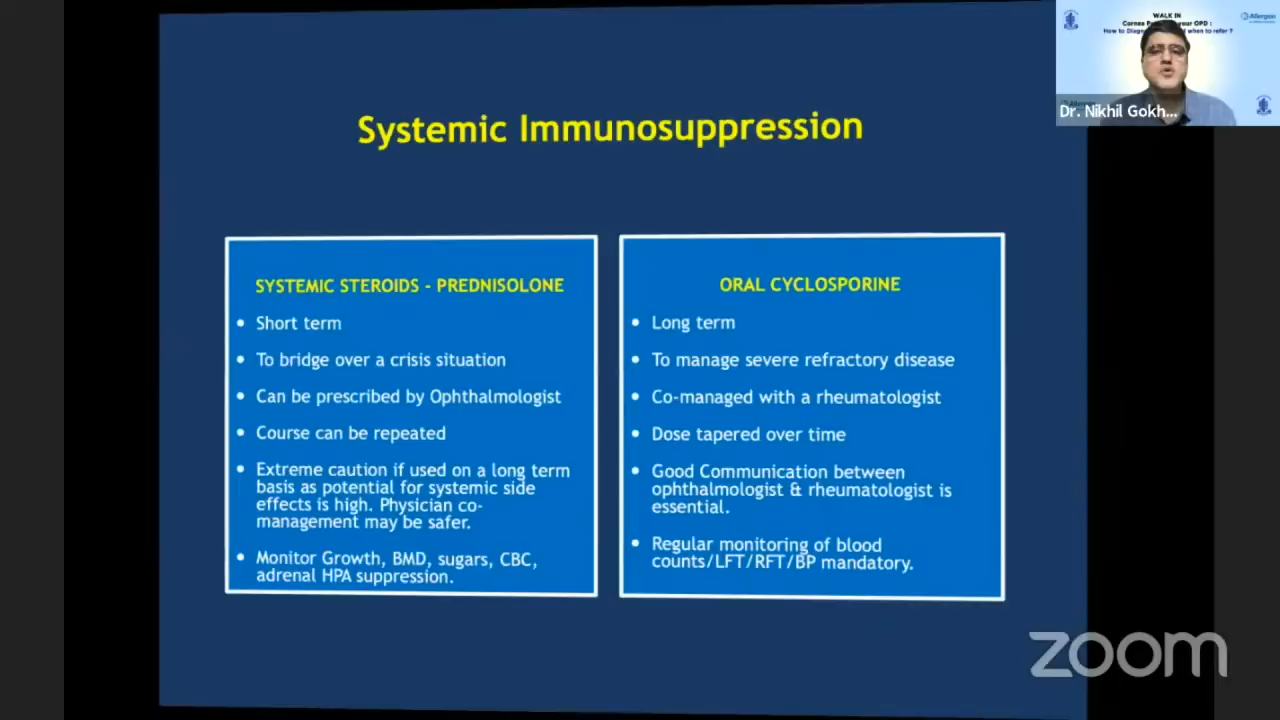 WALK IN
Allergan
Dr. Nikhil Gokh...
Systemic Immunosuppression
SYSTEMIC STEROIDS - PREDNISOLONE
• Short term
• To bridge over a crisis situation
• Can be prescribed by Ophthalmologist
• Course can be repeated
• Extreme caution if used on a long term
basis as potential for systemic side
effects is high. Physician co-
management may be safer.
• Monitor Growth, BMD, sugars, CBC,
adrenal HPA suppression.
ORAL CYCLOSPORINE
• Long term
• To manage severe refractory disease
• Co-managed with a rheumatologist
• Dose tapered over time
• Good Communication between
ophthalmologist & rheumatologist is
essential.
• Regular monitoring of blood
counts/LFT/RFT/BP mandatory.
zoom